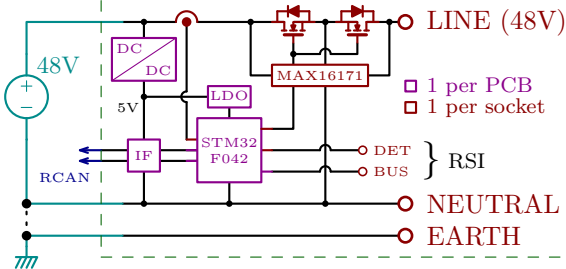 LINE (48V)
DC
DC
48V
+
−
MAX16171
1 per PCB
1 per socket
LDO
5V
STM32
F042
IF
DET
BUS
} RSI
RCAN
NEUTRAL
EARTH